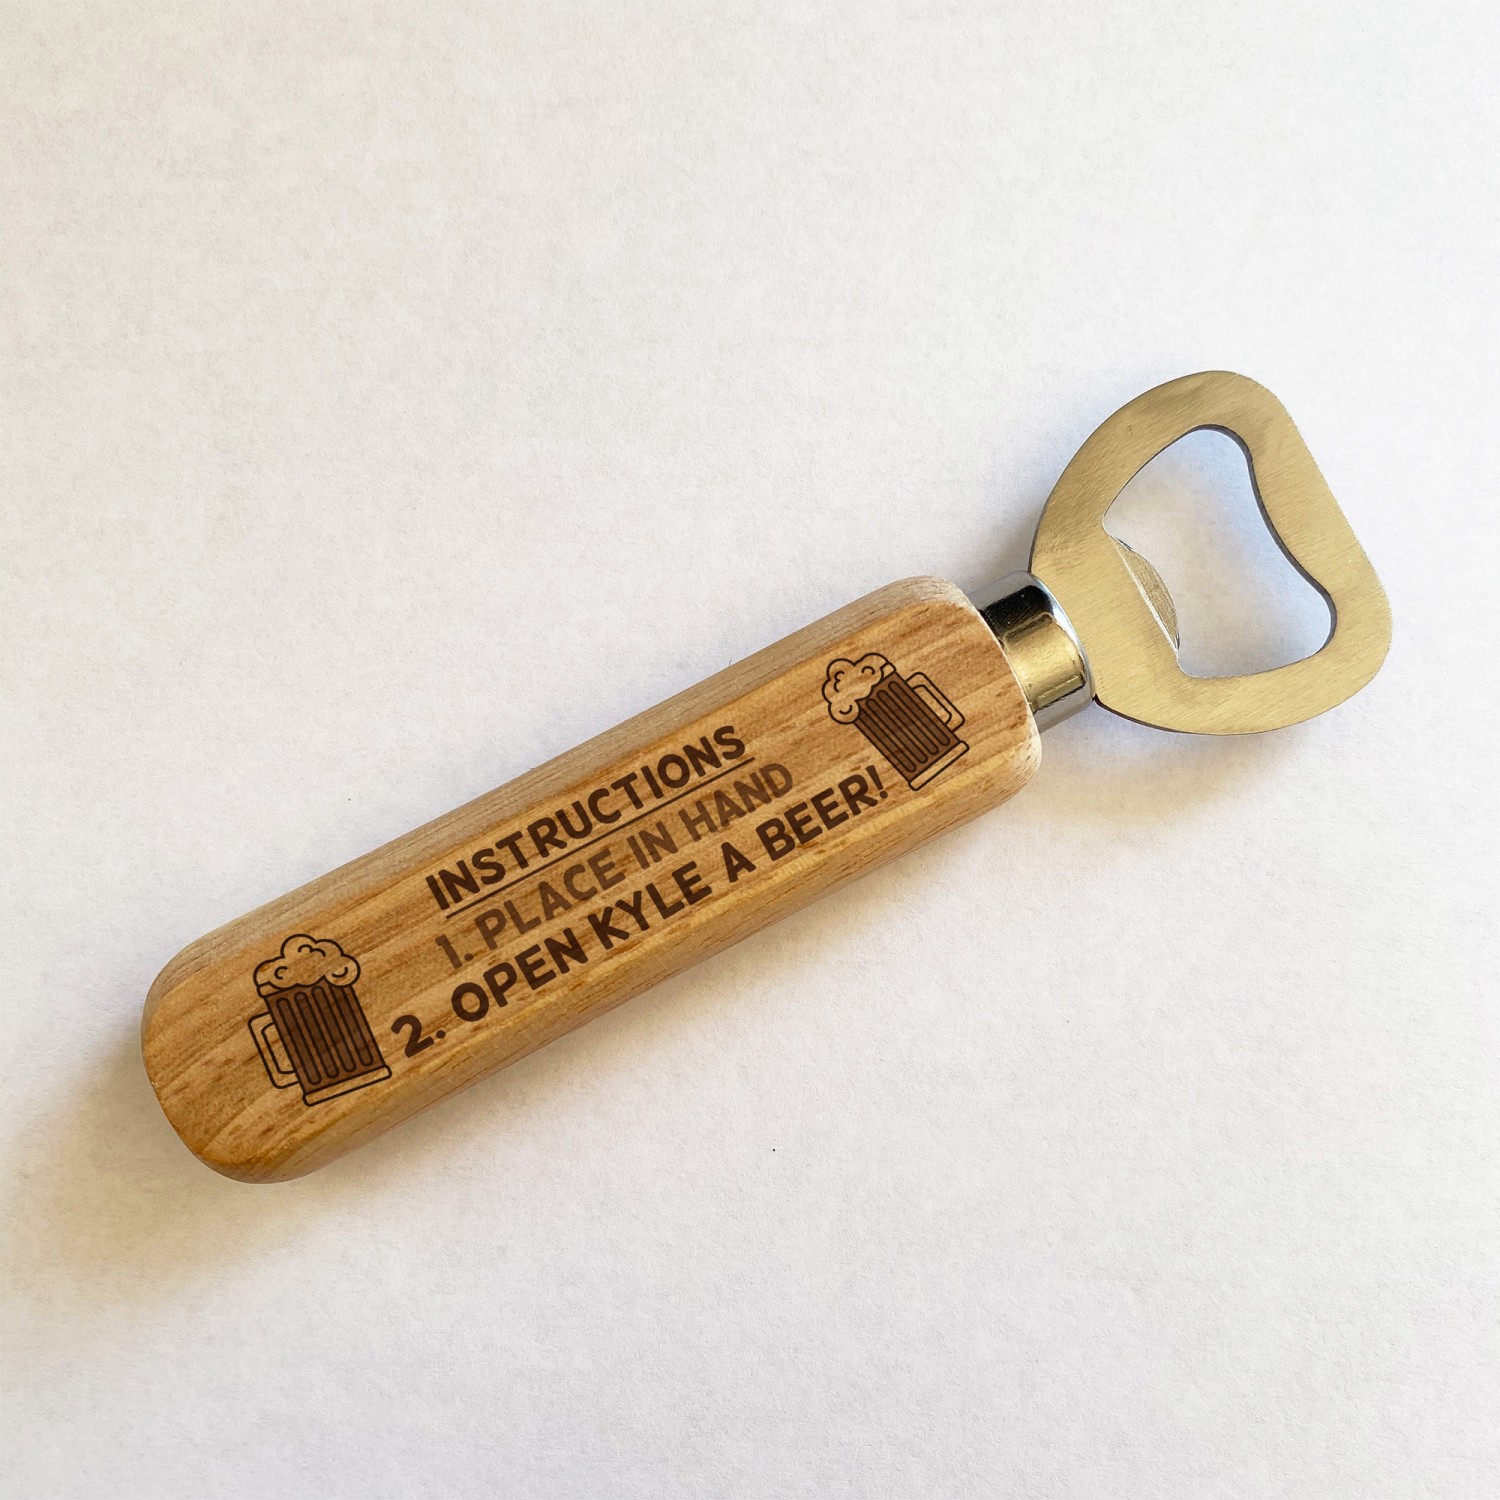 INSTRUCTIONS
1. PLACE IN HAND
2. OPEN KYLE A BEER!